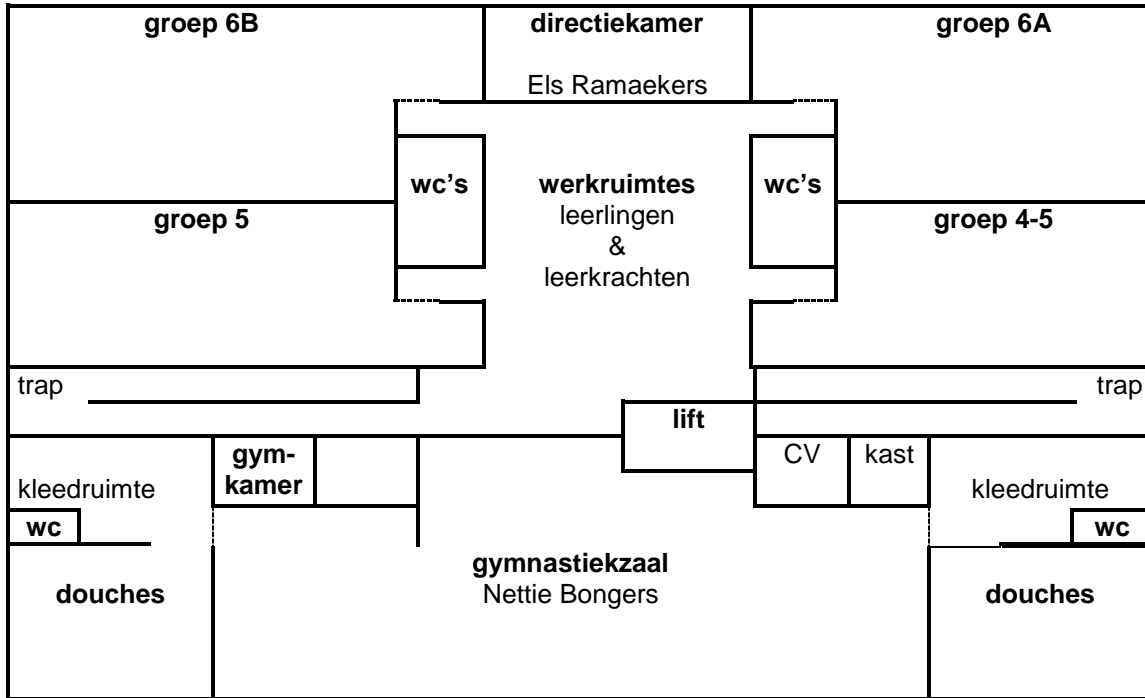 groep 6B
directiekamer
groep 6A
Els Ramaekers
wc's
werkruimtes
wc's
groep 5
leerlingen
groep 4-5
&
leerkrachten
trap
trap
lift
gym-
kamer
CV
kast
kleedruimte
kleedruimte
wc
wc
gymnastiekzaal
douches
Nettie Bongers
douches